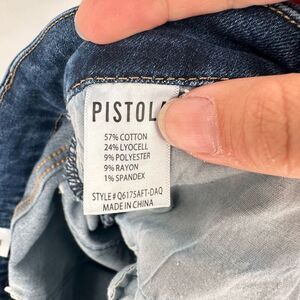 PISTOL
57% COTTON
24% LYOCELL
9% POLYESTER
9% RAYON
1% SPANDEX
STYLE# Q6175AFT-DAQ
MADE IN CHINA